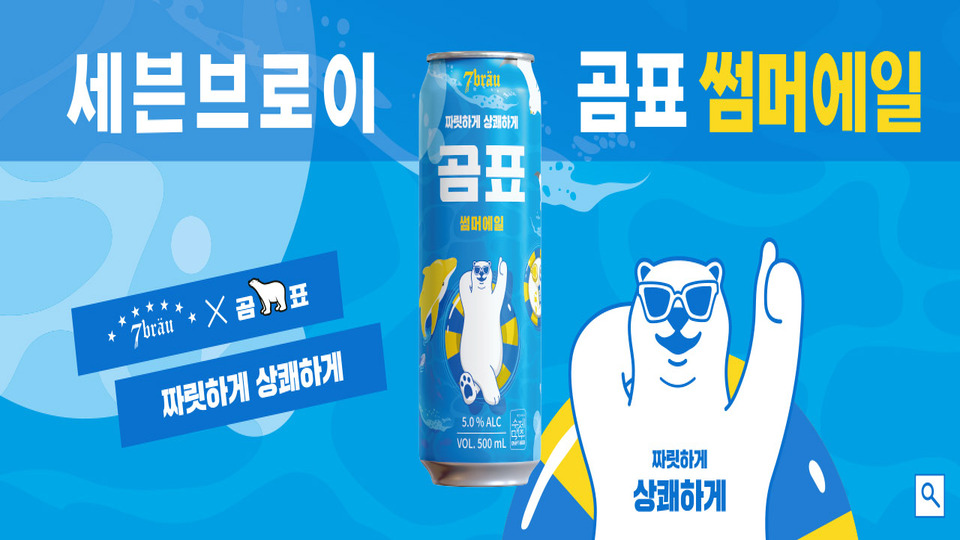 세븐브로이
곰표 썸머에일
7bräu
짜릿하게 상쾌하게
곰표
썸머에일
5.0 % ALC
VOL. 500 mL
7bräu × 곰표
짜릿하게 상쾌하게
짜릿하게
상쾌하게